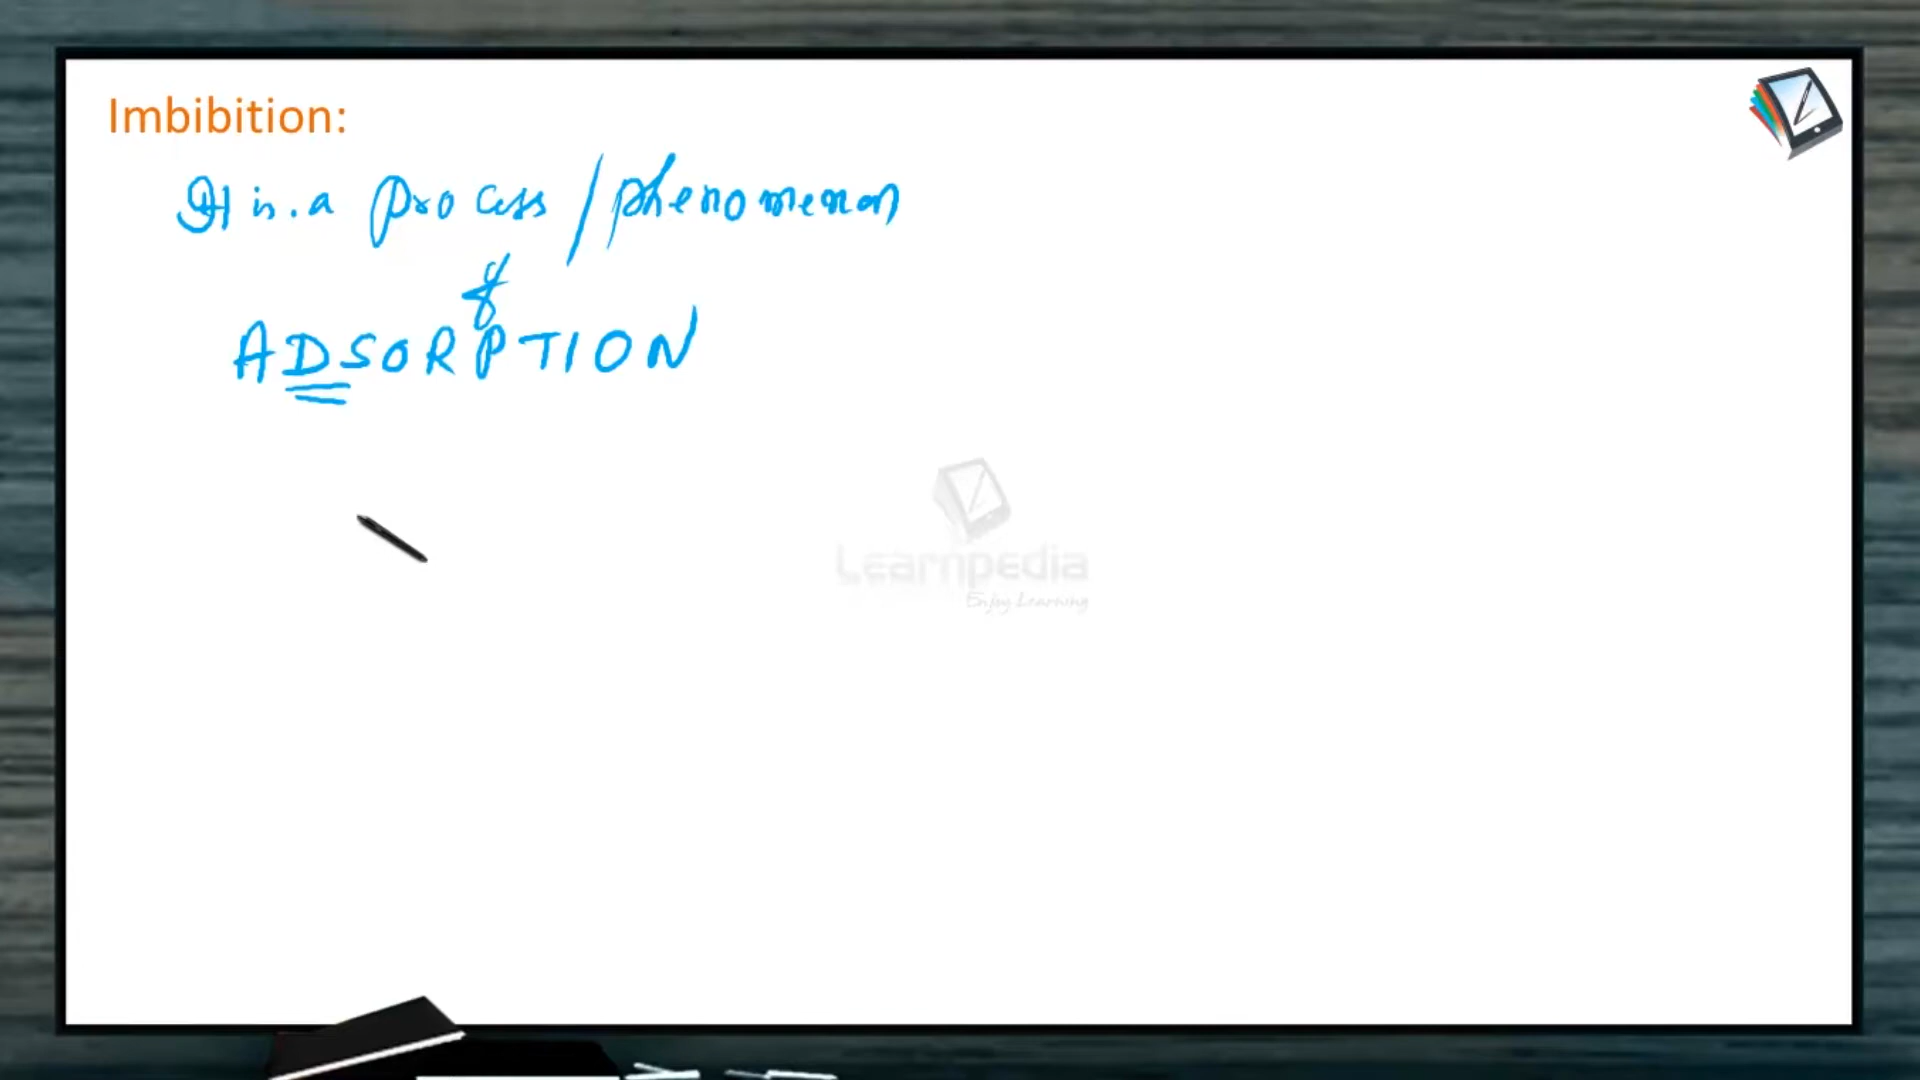 Imbibition:
It is a process / phenomenon
of
ADSORPTION
Learnpedia
Enjoy Learning